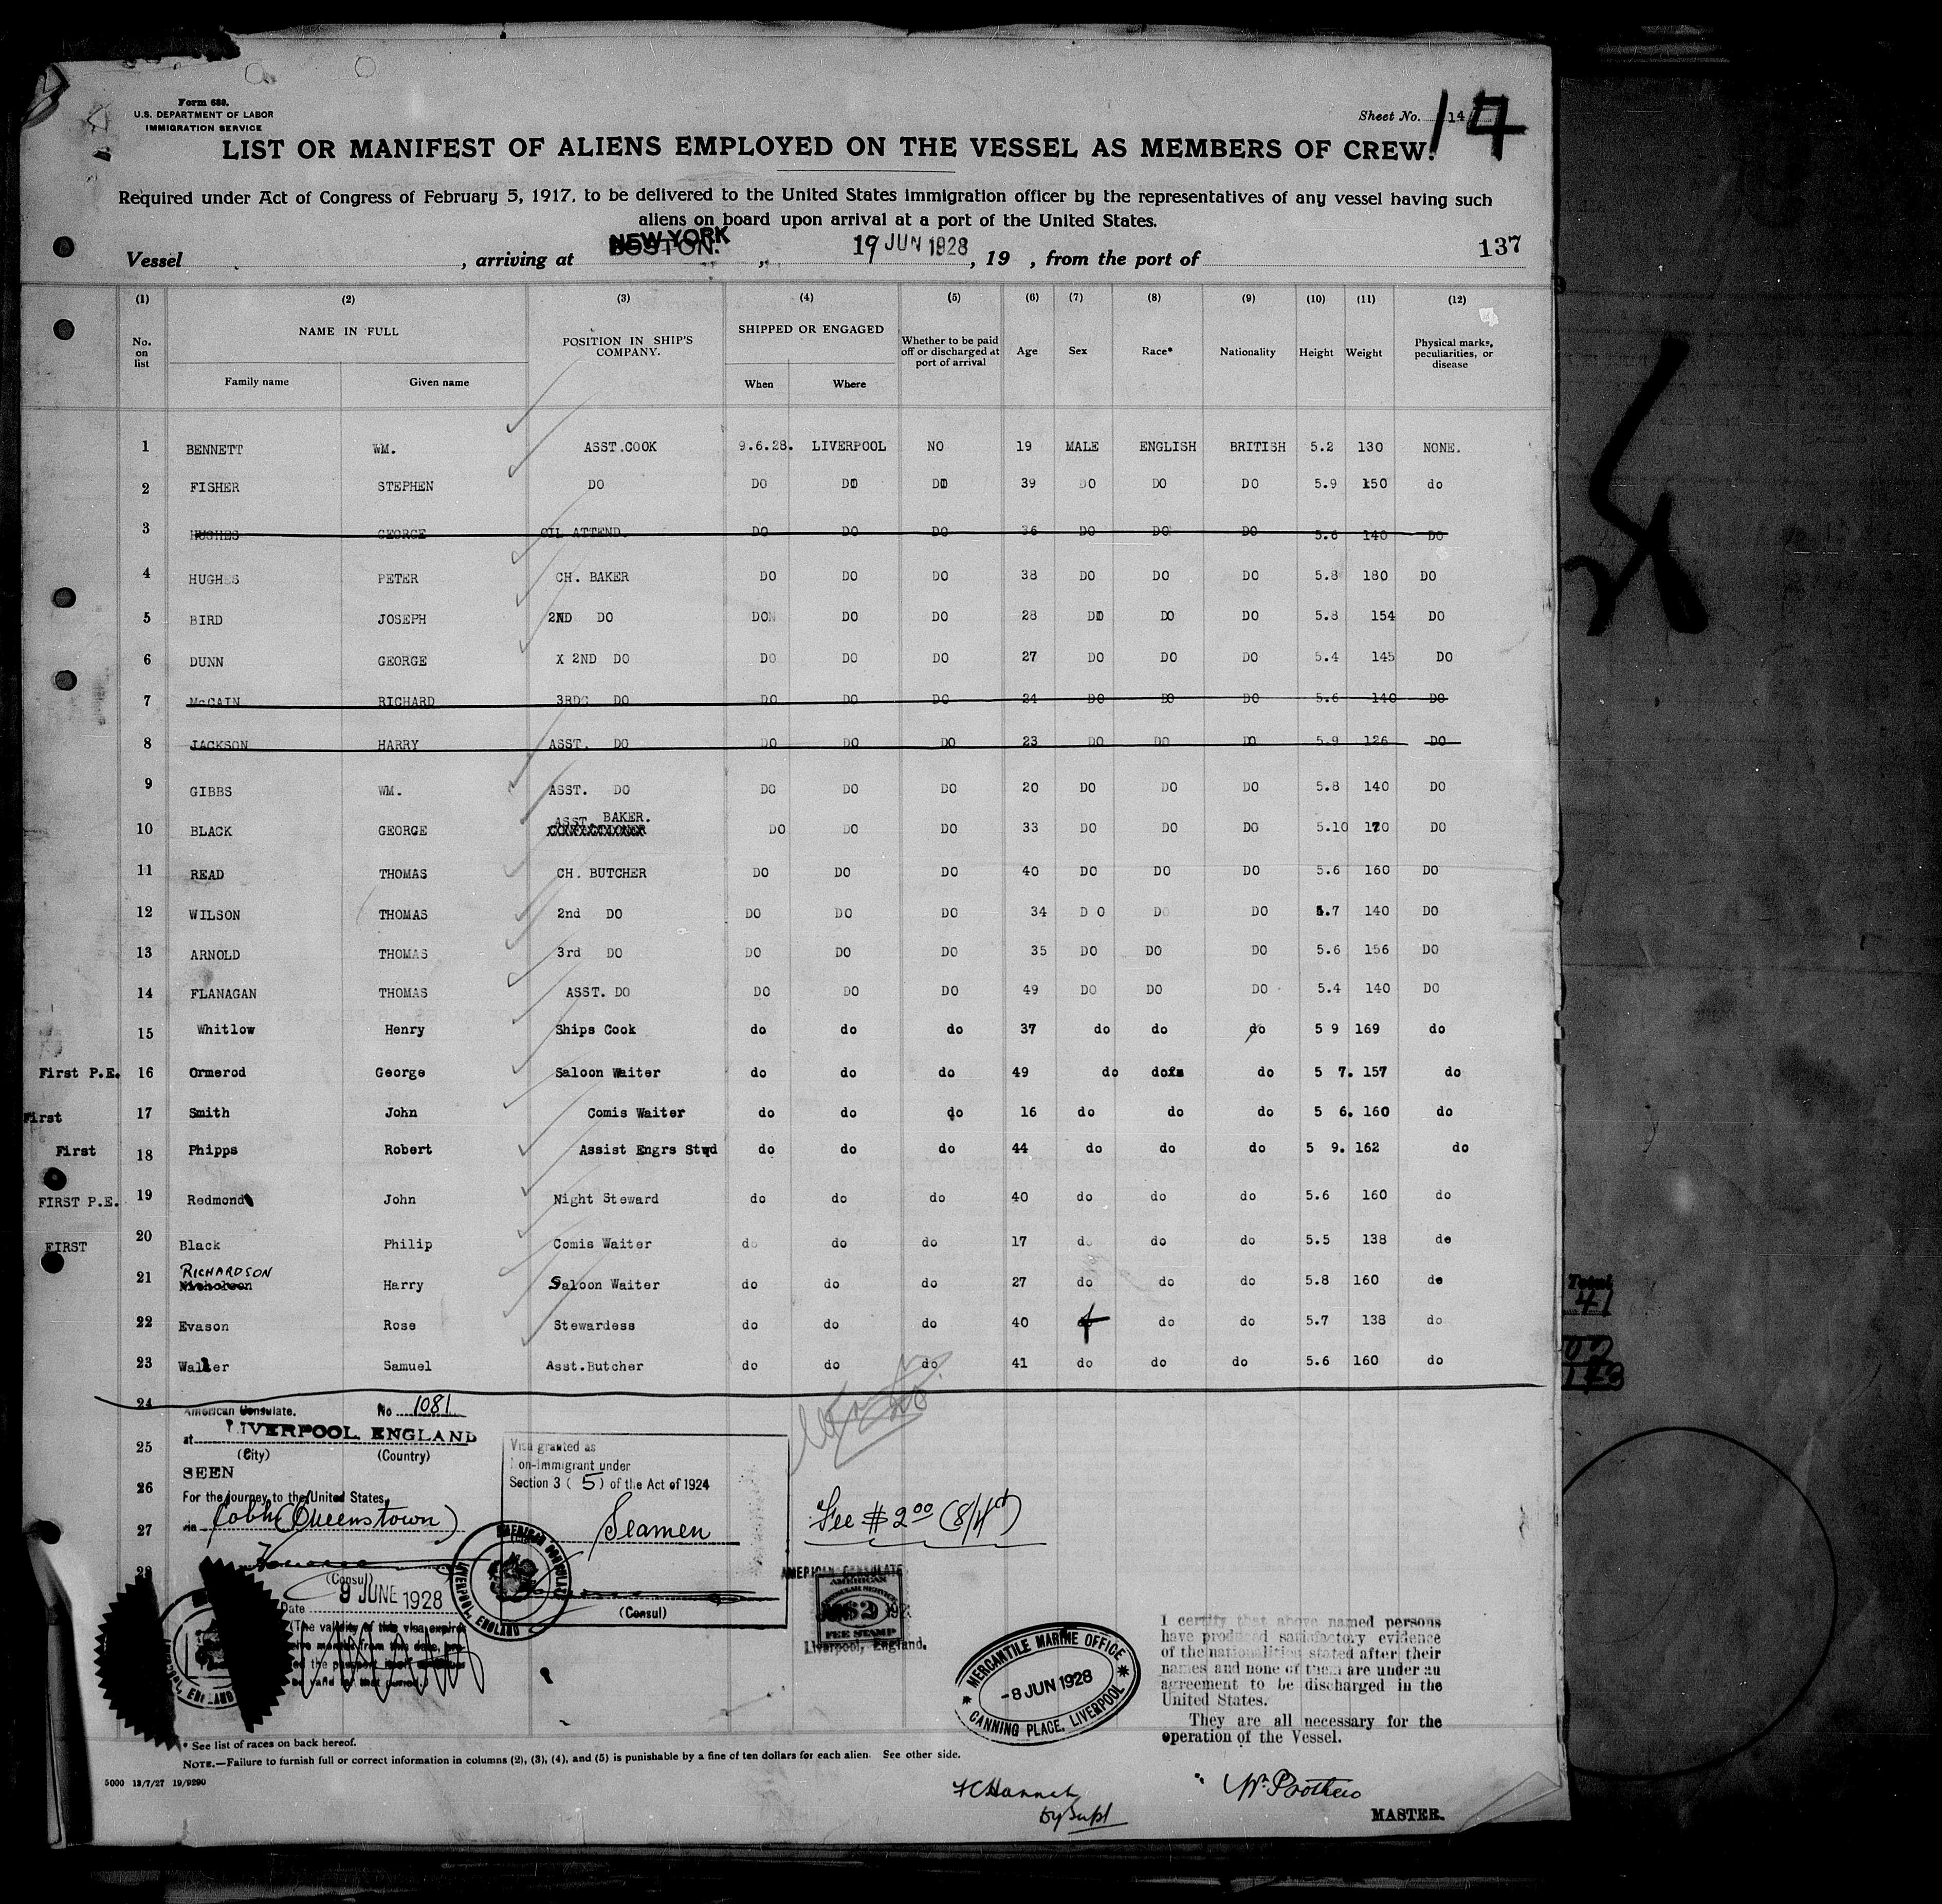 Form 689.
U.S. DEPARTMENT OF LABOR
IMMIGRATION SERVICE
Sheet No. 14 14
LIST OR MANIFEST OF ALIENS EMPLOYED ON THE VESSEL AS MEMBERS OF CREW.
Required under Act of Congress of February 5, 1917, to be delivered to the United States immigration officer by the representatives of any vessel having such
aliens on board upon arrival at a port of the United States.
Vessel , arriving at BOSTON. NEW YORK , 19 JUN 1928 , 19 , from the port of 137
(1) (2) (3) (4) (5) (6) (7) (8) (9) (10) (11) (12)
No. on list NAME IN FULL Family name Given name POSITION IN SHIP'S COMPANY. SHIPPED OR ENGAGED When Where Whether to be paid off or discharged at port of arrival Age Sex Race* Nationality Height Weight Physical marks, peculiarities, or disease
1 BENNETT WM. ASST.COOK 9.6.28. LIVERPOOL NO 19 MALE ENGLISH BRITISH 5.2 130 NONE.
2 FISHER STEPHEN DO DO DO DO 39 DO DO DO 5.9 150 do
3 HUGHES GEORGE OIL ATTEND. DO DO DO 36 DO DO DO 5.6 140 DO
4 HUGHES PETER CH. BAKER DO DO DO 38 DO DO DO 5.8 180 DO
5 BIRD JOSEPH 2ND DO DO DO DO 28 DO DO DO 5.8 154 DO
6 DUNN GEORGE X 2ND DO DO DO DO 27 DO DO DO 5.4 145 DO
7 McCAIN RICHARD 3RD DO DO DO DO 24 DO DO DO 5.6 140 DO
8 JACKSON HARRY ASST. DO DO DO DO 23 DO DO DO 5.9 126 DO
9 GIBBS WM. ASST. DO DO DO DO 20 DO DO DO 5.8 140 DO
10 BLACK GEORGE ASST. BAKER. DO DO DO 33 DO DO DO 5.10 170 DO
11 READ THOMAS CH. BUTCHER DO DO DO 40 DO DO DO 5.6 160 DO
12 WILSON THOMAS 2nd DO DO DO DO 34 D O DO DO 5.7 140 DO
13 ARNOLD THOMAS 3rd DO DO DO DO 35 DO DO DO 5.6 156 DO
14 FLANAGAN THOMAS ASST. DO DO DO DO 49 DO DO DO 5.4 140 DO
15 Whitlow Henry Ships Cook do do do 37 do do do 5 9 169 do
First P.E. 16 Ormerod George Saloon Waiter do do do 49 do do do 5 7. 157 do
First 17 Smith John Comis Waiter do do do 16 do do do 5 6. 160 do
First 18 Phipps Robert Assist Engrs Stwd do do do 44 do do do 5 9. 162 do
FIRST P.E. 19 Redmond John Night Steward do do do 40 do do do 5.6 160 do
FIRST 20 Black Philip Comis Waiter do do do 17 do do do 5.5 138 do
21 RICHARDSON Nicholson Harry Saloon Waiter do do do 27 do do do 5.8 160 do
22 Evason Rose Stewardess do do do 40 f do do 5.7 138 do
23 Walker Samuel Asst.Butcher do do do 41 do do do 5.6 160 do
24
25
26
27
28
American Consulate. No 1081
at LIVERPOOL, ENGLAND
(City) (Country)
SEEN
For the journey to the United States,
via Cobh (Queenstown)
(Consul)
Date 9 JUNE 1928
(The validity of this visa expires
Visa granted as
Non-Immigrant under
Section 3 ( 5 ) of the Act of 1924
Seamen
(Consul)
AMERICAN CONSULATE LIVERPOOL, ENGLAND
Fee $ 2.00 (8/4d)
AMERICAN CONSULATE
AMERICAN
CONSULAR SERVICE
$2
FEE STAMP
Liverpool, England.
MERCANTILE MARINE OFFICE
-8 JUN 1928
CANNING PLACE, LIVERPOOL
I certify that above named persons
have produced satisfactory evidence
of the nationalities stated after their
names and none of them are under an
agreement to be discharged in the
United States.
They are all necessary for the
operation of the Vessel.
* See list of races on back hereof.
NOTE.—Failure to furnish full or correct information in columns (2), (3), (4), and (5) is punishable by a fine of ten dollars for each alien. See other side.
5000 13/7/27 19/9290
Wm Prothero
MASTER.
Total
41